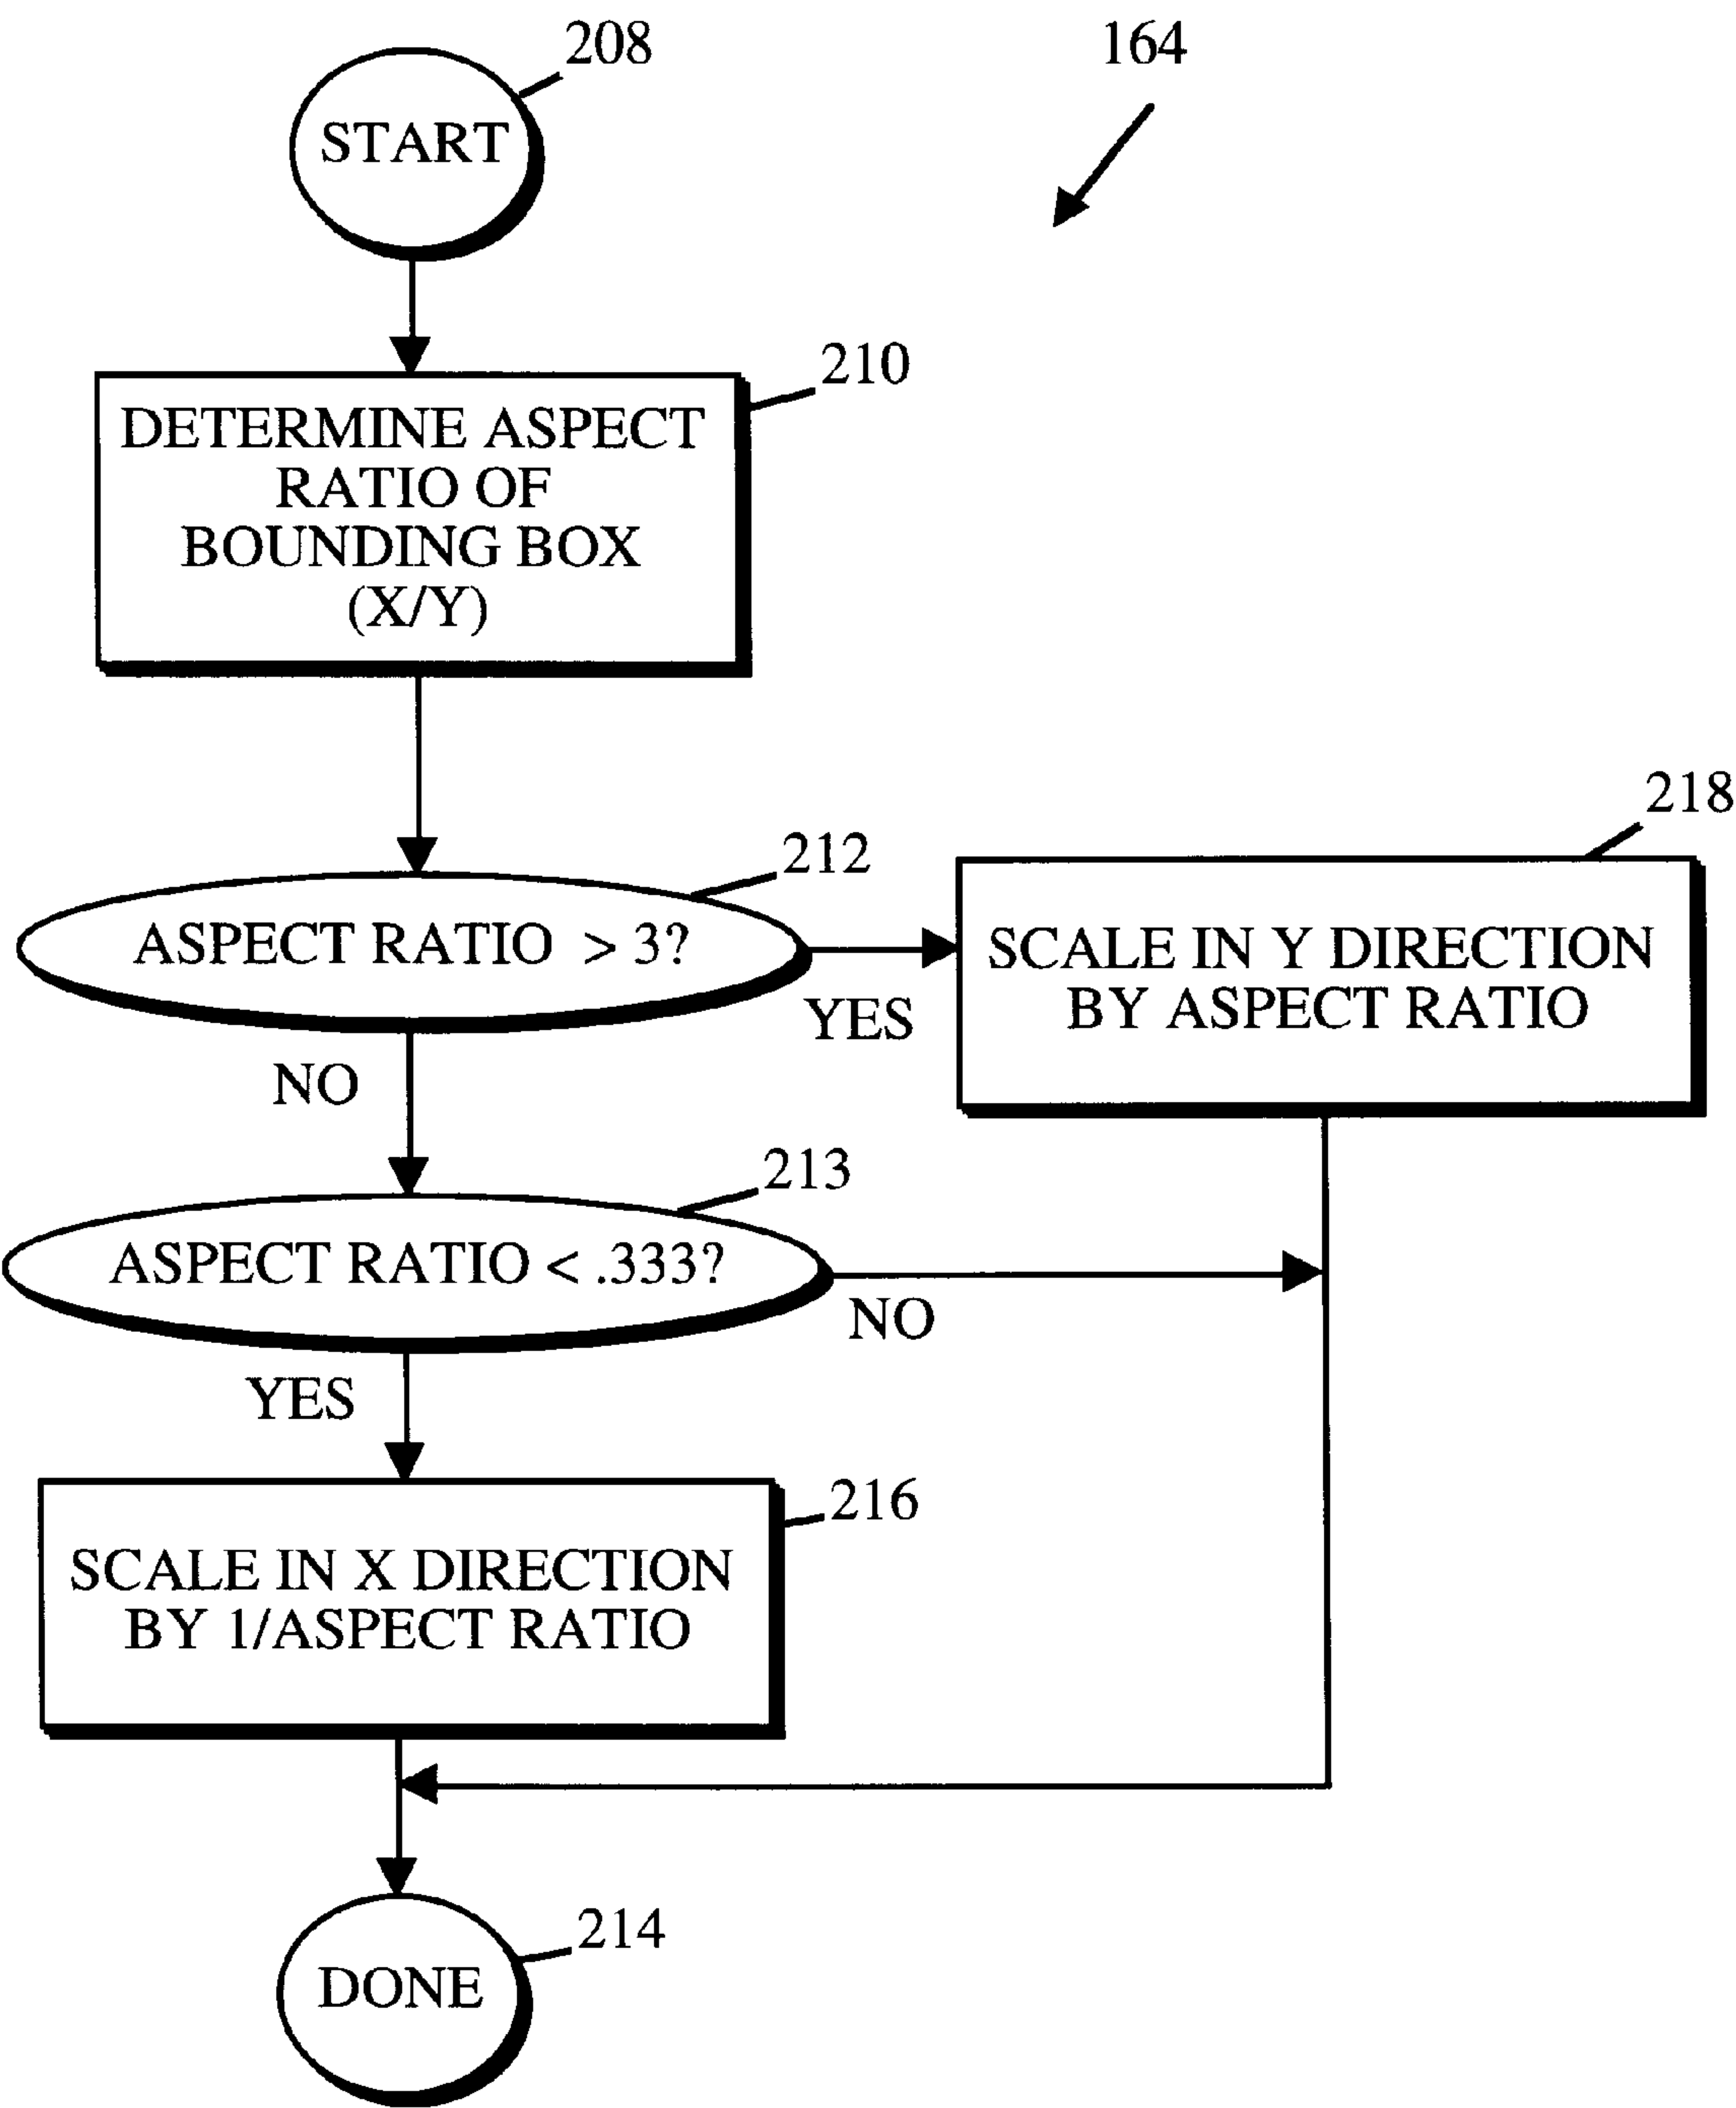 208
164
START
210
DETERMINE ASPECT
RATIO OF
BOUNDING BOX
(X/Y)
218
212
ASPECT RATIO > 3?
SCALE IN Y DIRECTION
BY ASPECT RATIO
YES
NO
213
ASPECT RATIO < .333?
NO
YES
216
SCALE IN X DIRECTION
BY 1/ASPECT RATIO
214
DONE